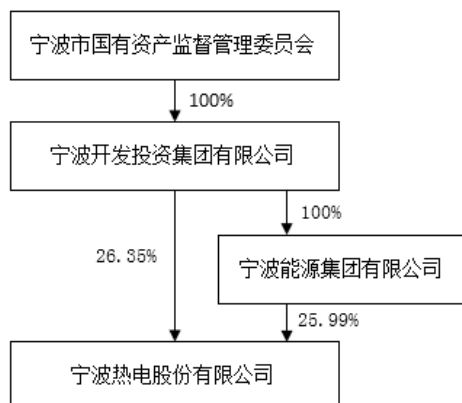 宁波市国有资产监督管理委员会
100%
宁波开发投资集团有限公司
100%
26.35%
宁波能源集团有限公司
25.99%
宁波热电股份有限公司